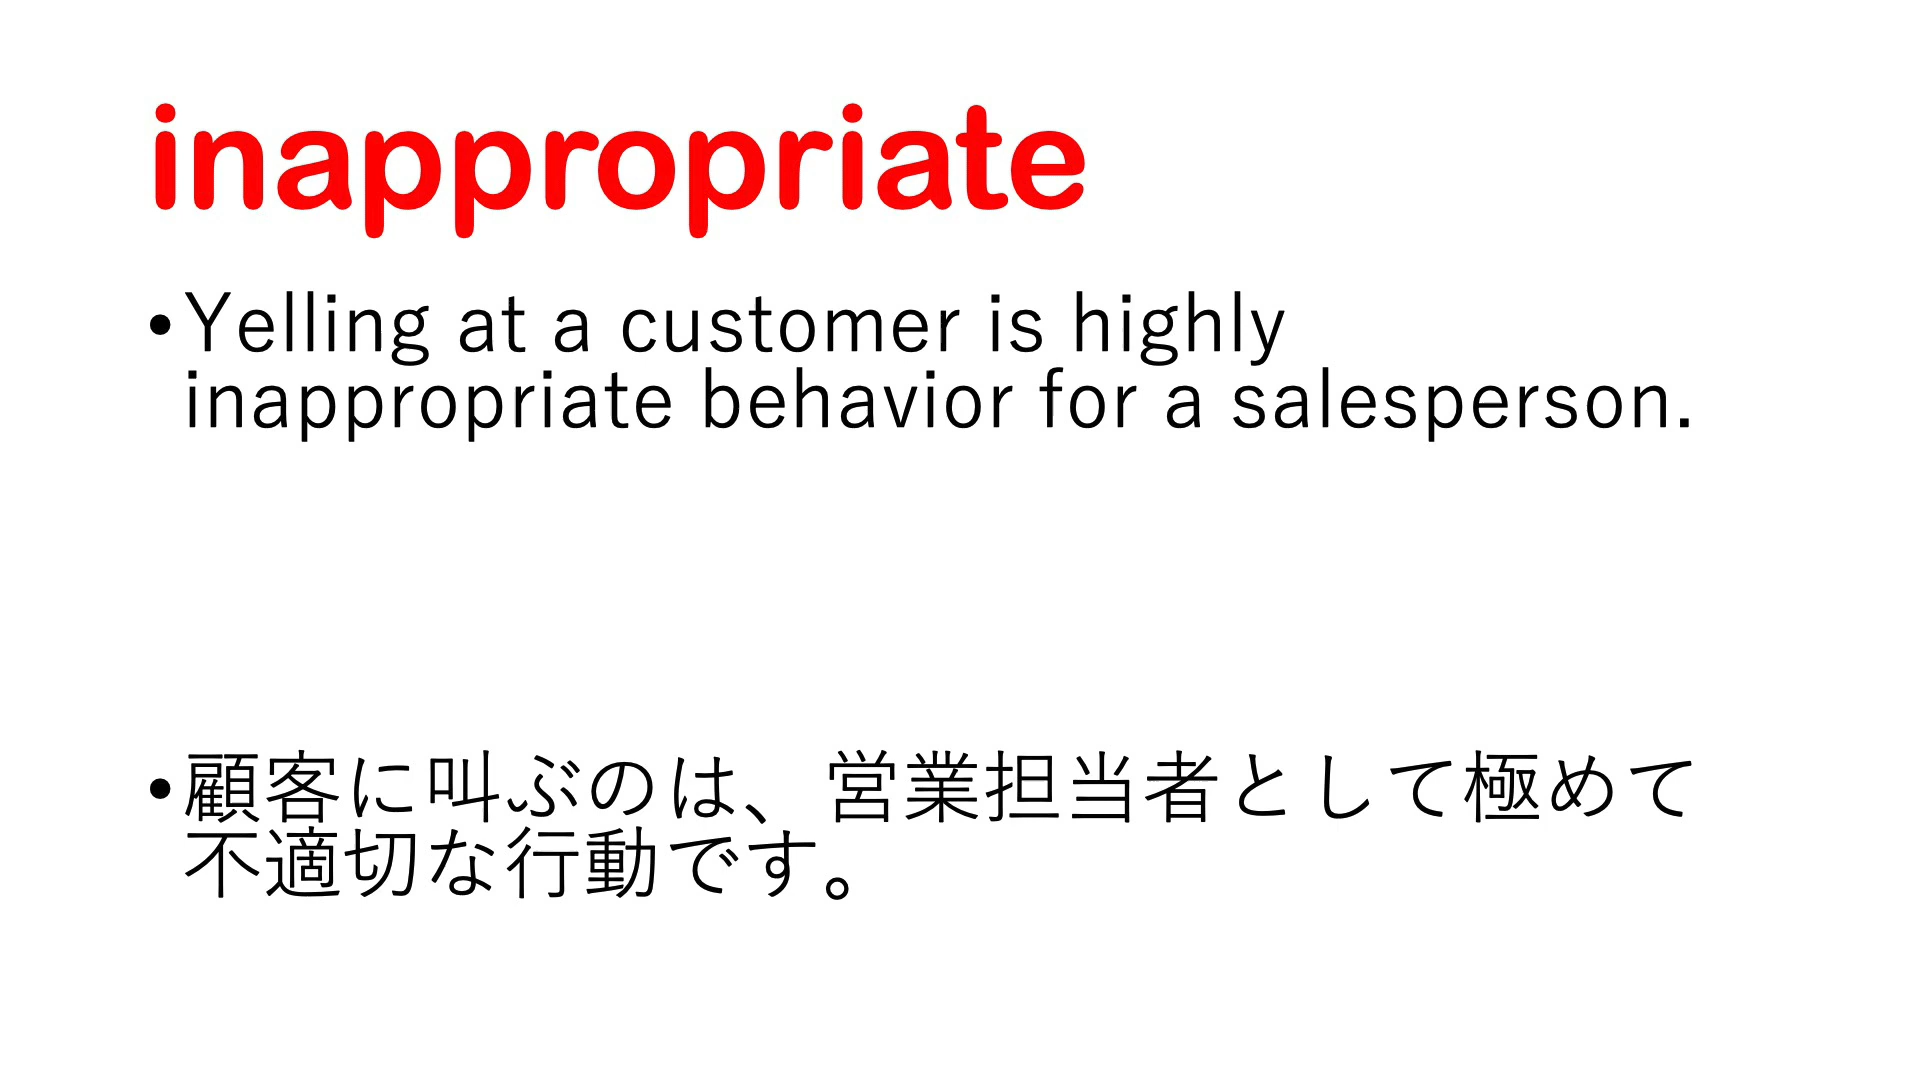 inappropriate
•Yelling at a customer is highly
inappropriate behavior for a salesperson.
•顧客に叫ぶのは、営業担当者として極めて
不適切な行動です。